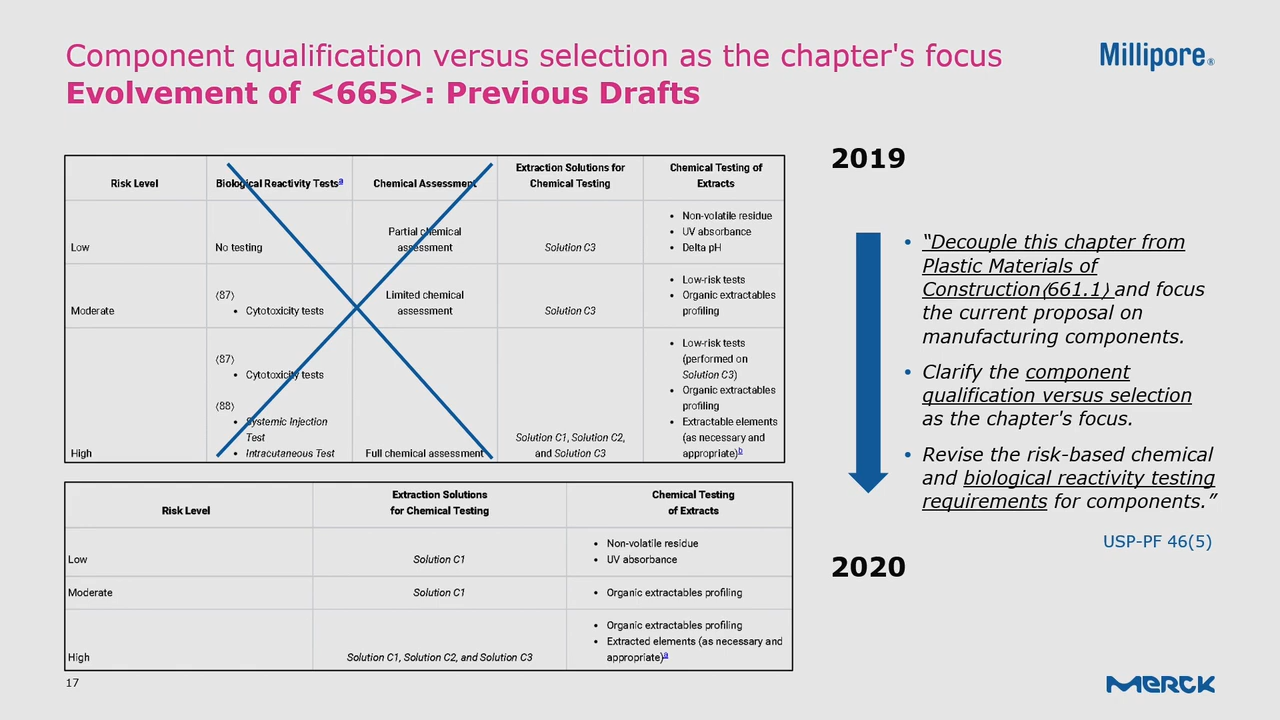 Component qualification versus selection as the chapter's focus
Evolvement of <665>: Previous Drafts
Millipore®
Risk Level
Biological Reactivity Testsa
Chemical Assessment
Extraction Solutions for
Chemical Testing
Chemical Testing of
Extracts
Low
No testing
Partial chemical
assessment
Solution C3
• Non-volatile residue
• UV absorbance
• Delta pH
Moderate
⟨87⟩
• Cytotoxicity tests
Limited chemical
assessment
Solution C3
• Low-risk tests
• Organic extractables
profiling
High
⟨87⟩
• Cytotoxicity tests
⟨88⟩
• Systemic Injection
Test
• Intracutaneous Test
Full chemical assessment
Solution C1, Solution C2,
and Solution C3
• Low-risk tests
(performed on
Solution C3)
• Organic extractables
profiling
• Extractable elements
(as necessary and
appropriate)b
Risk Level
Extraction Solutions
for Chemical Testing
Chemical Testing
of Extracts
Low
Solution C1
• Non-volatile residue
• UV absorbance
Moderate
Solution C1
• Organic extractables profiling
High
Solution C1, Solution C2, and Solution C3
• Organic extractables profiling
• Extracted elements (as necessary and
appropriate)a
2019
• “Decouple this chapter from
Plastic Materials of
Construction⟨661.1⟩ and focus
the current proposal on
manufacturing components.
• Clarify the component
qualification versus selection
as the chapter's focus.
• Revise the risk-based chemical
and biological reactivity testing
requirements for components.”
USP-PF 46(5)
2020
17
MERCK